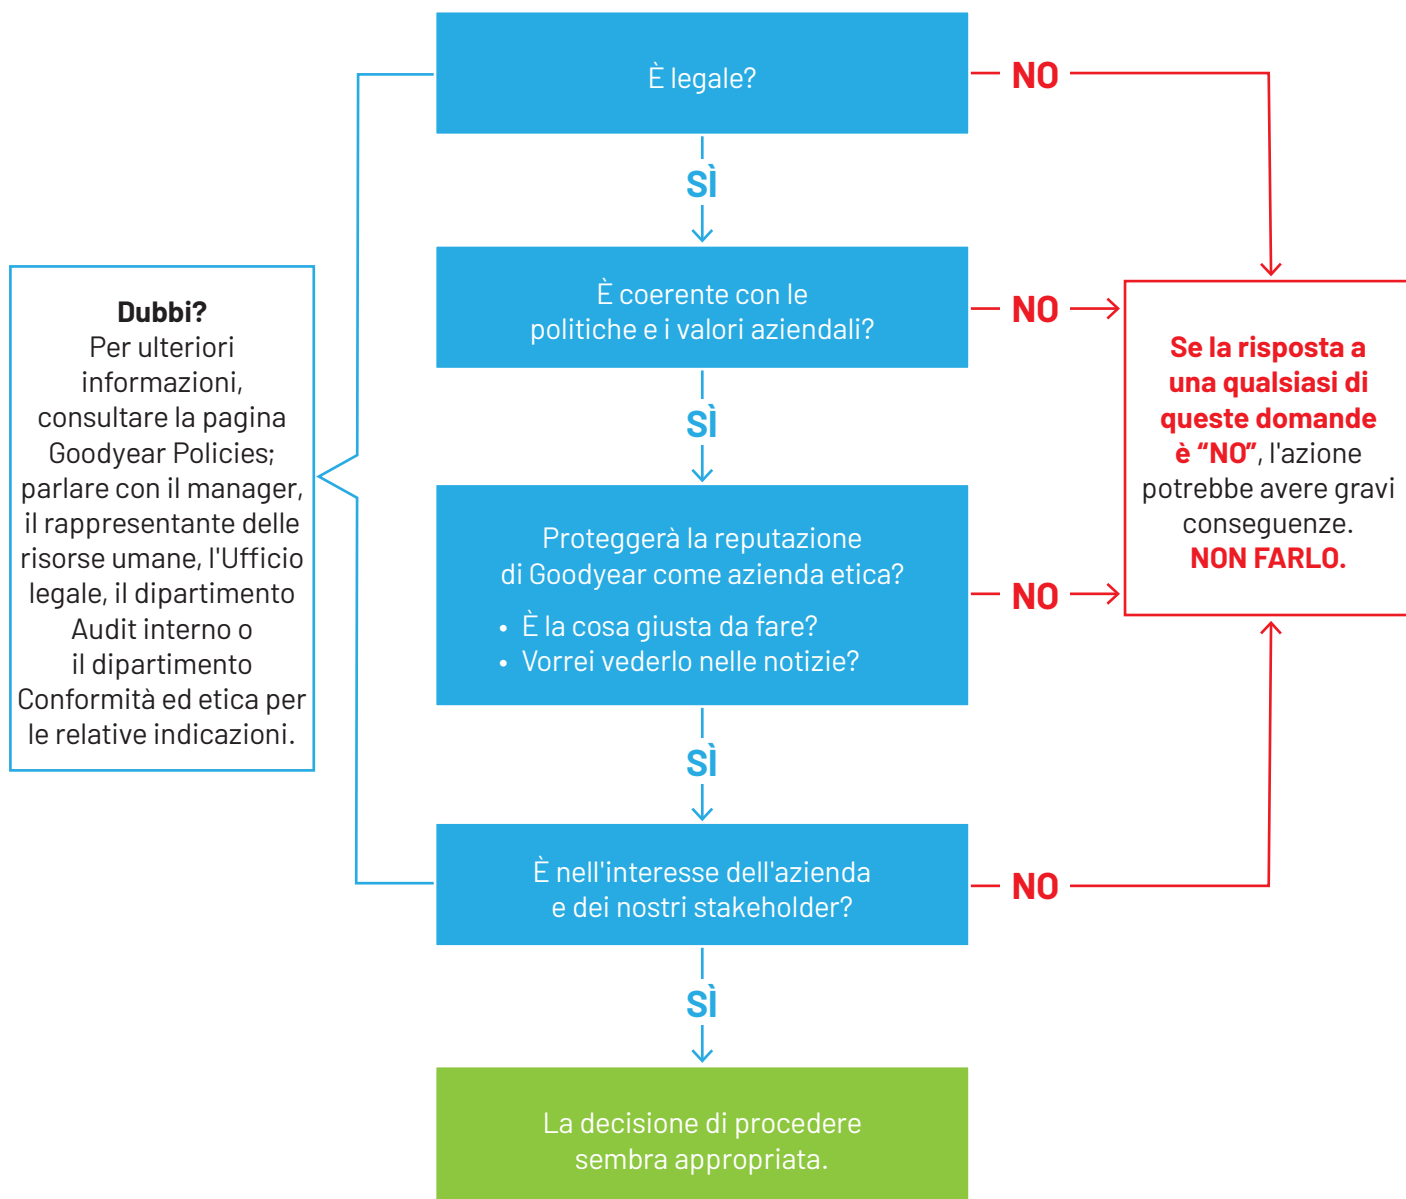 È legale?
NO
SÌ
È coerente con le
politiche e i valori aziendali?
NO
SÌ
Proteggerà la reputazione
di Goodyear come azienda etica?
• È la cosa giusta da fare?
• Vorrei vederlo nelle notizie?
NO
SÌ
È nell'interesse dell'azienda
e dei nostri stakeholder?
NO
SÌ
La decisione di procedere
sembra appropriata.
Dubbi?
Per ulteriori
informazioni,
consultare la pagina
Goodyear Policies;
parlare con il manager,
il rappresentante delle
risorse umane, l'Ufficio
legale, il dipartimento
Audit interno o
il dipartimento
Conformità ed etica per
le relative indicazioni.
Se la risposta a
una qualsiasi di
queste domande
è “NO”, l'azione
potrebbe avere gravi
conseguenze.
NON FARLO.